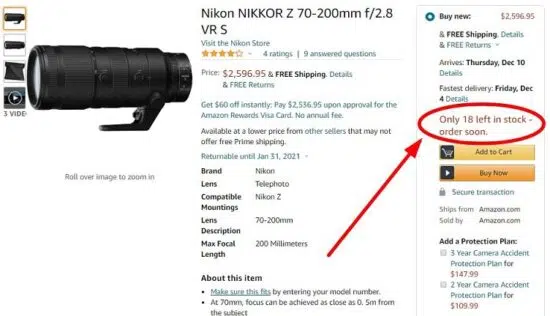 Nikon NIKKOR Z 70-200mm f/2.8
VR S
Visit the Nikon Store
4 ratings | 9 answered questions
Price: $2,596.95 & FREE Shipping. Details
& FREE Returns
Get $60 off instantly: Pay $2,536.95 upon approval for the
Amazon Rewards Visa Card. No annual fee.
Available at a lower price from other sellers that may not
offer free Prime shipping.
Returnable until Jan 31, 2021
Brand Nikon
Lens Telephoto
Compatible Nikon Z
Mountings
Lens 70-200mm
Description
Max Focal 200 Millimeters
Length
About this item
• Make sure this fits by entering your model number.
• At 70mm, focus can be achieved as close as 0. 5m from
the subject
3 VIDE
Roll over image to zoom in
Buy new: $2,596.95
& FREE Shipping. Details
& FREE Returns
Arrives: Thursday, Dec 10
Details
Fastest delivery: Friday, Dec
4 Details
Only 18 left in stock -
order soon.
Add to Cart
Buy Now
Secure transaction
Ships from Amazon.com
Sold by Amazon.com
Add a Protection Plan:
3 Year Camera Accident
Protection Plan for
$147.99
2 Year Camera Accident
Protection Plan for
$109.99